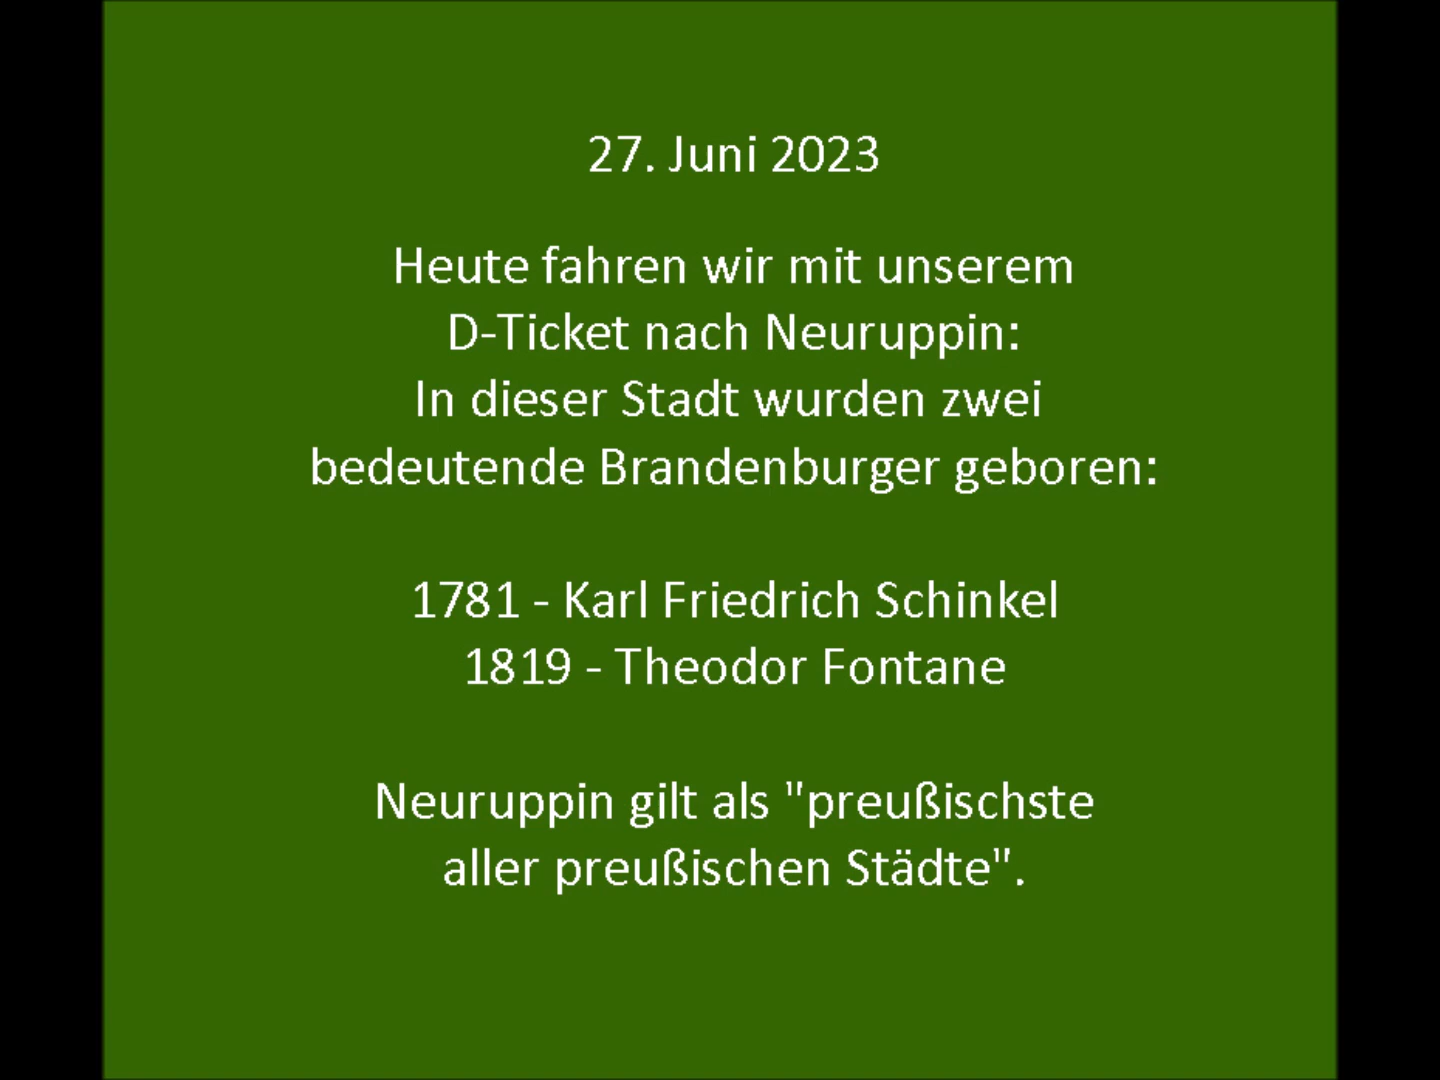 27. Juni 2023
Heute fahren wir mit unserem
D-Ticket nach Neuruppin:
In dieser Stadt wurden zwei
bedeutende Brandenburger geboren:
1781 - Karl Friedrich Schinkel
1819 - Theodor Fontane
Neuruppin gilt als "preußischste
aller preußischen Städte".